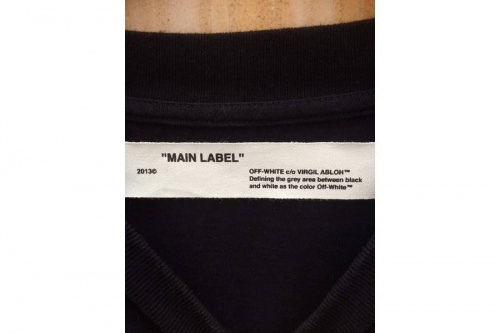 "MAIN LABEL"
2013© OFF-WHITE c/o VIRGIL ABLOH™
Defining the grey area between black
and white as the color Off-White™